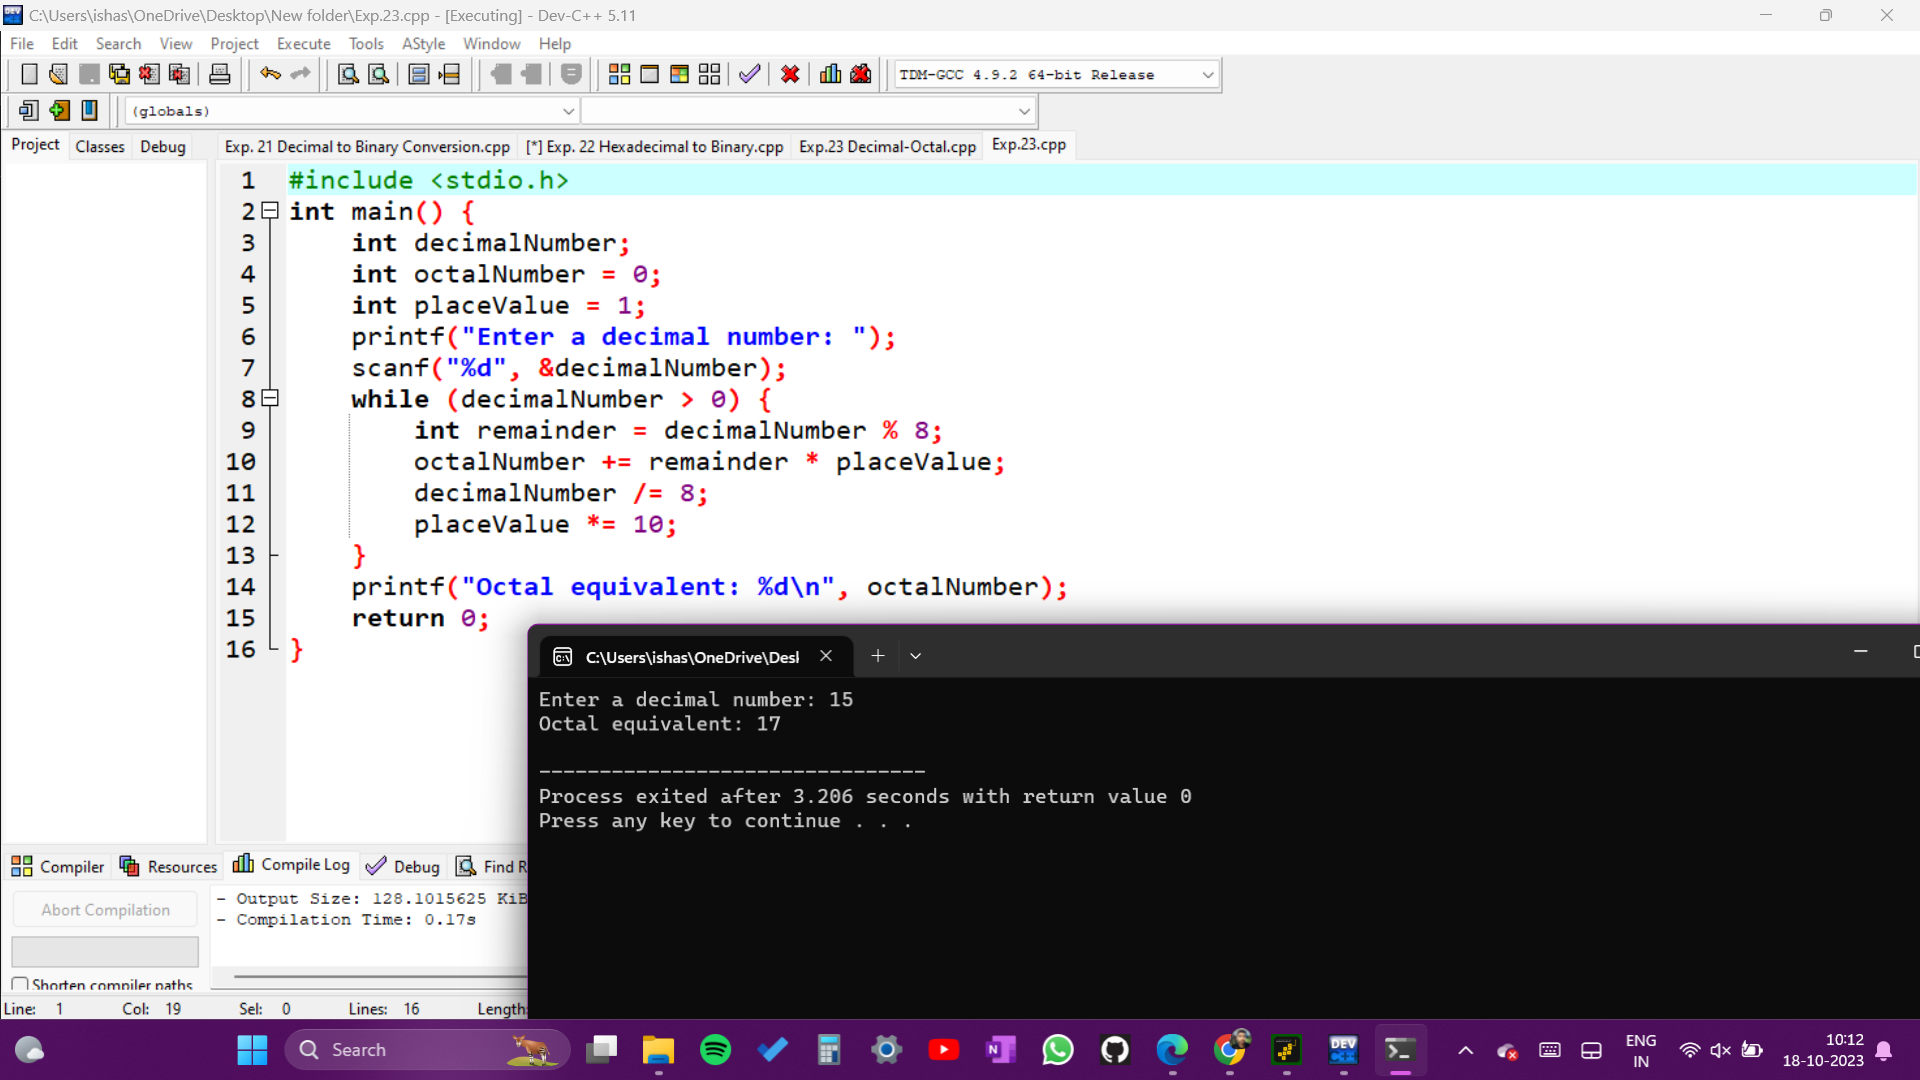 C:\Users\ishas\OneDrive\Desktop\New folder\Exp.23.cpp - [Executing] - Dev-C++ 5.11
File Edit Search View Project Execute Tools AStyle Window Help
TDM-GCC 4.9.2 64-bit Release
(globals)
Project Classes Debug
Exp. 21 Decimal to Binary Conversion.cpp [*] Exp. 22 Hexadecimal to Binary.cpp Exp.23 Decimal-Octal.cpp Exp.23.cpp
1 #include <stdio.h>
2 int main() {
3 int decimalNumber;
4 int octalNumber = 0;
5 int placeValue = 1;
6 printf("Enter a decimal number: ");
7 scanf("%d", &decimalNumber);
8 while (decimalNumber > 0) {
9 int remainder = decimalNumber % 8;
10 octalNumber += remainder * placeValue;
11 decimalNumber /= 8;
12 placeValue *= 10;
13 }
14 printf("Octal equivalent: %d\n", octalNumber);
15 return 0;
16 }
C:\Users\ishas\OneDrive\Desl
Enter a decimal number: 15
Octal equivalent: 17
--------------------------------
Process exited after 3.206 seconds with return value 0
Press any key to continue . . .
Compiler Resources Compile Log Debug Find R
Abort Compilation
Shorten compiler paths
- Output Size: 128.1015625 KiB
- Compilation Time: 0.17s
Line: 1 Col: 19 Sel: 0 Lines: 16 Length:
Search
DEV C++
ENG
IN
10:12
18-10-2023